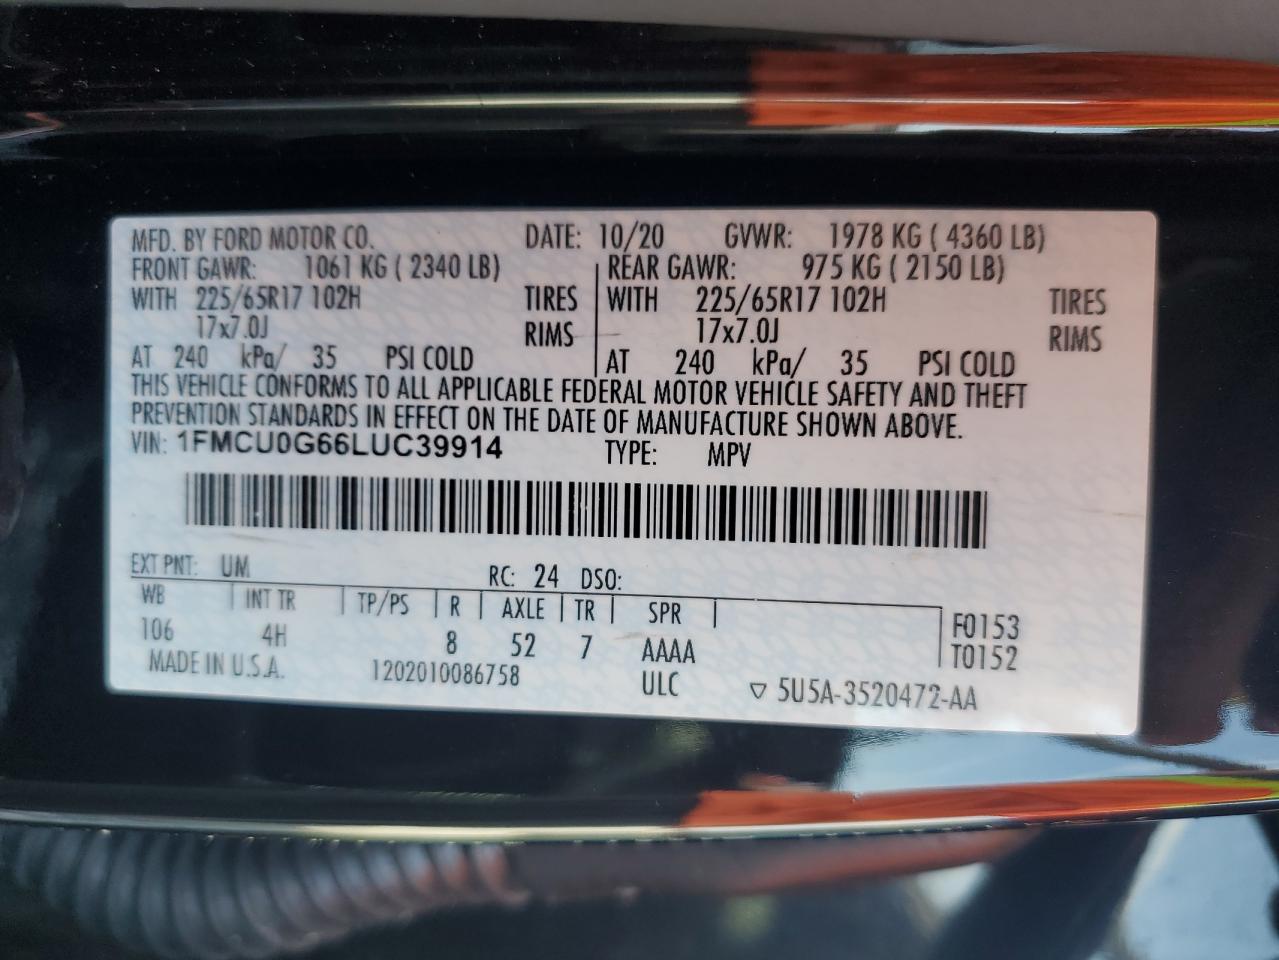 MFD. BY FORD MOTOR CO. DATE: 10/20 GVWR: 1978 KG ( 4360 LB)
FRONT GAWR: 1061 KG ( 2340 LB) REAR GAWR: 975 KG ( 2150 LB)
WITH 225/65R17 102H TIRES WITH 225/65R17 102H TIRES
17x7.0J RIMS 17x7.0J RIMS
AT 240 kPa/ 35 PSI COLD AT 240 kPa/ 35 PSI COLD
THIS VEHICLE CONFORMS TO ALL APPLICABLE FEDERAL MOTOR VEHICLE SAFETY AND THEFT
PREVENTION STANDARDS IN EFFECT ON THE DATE OF MANUFACTURE SHOWN ABOVE.
VIN: 1FMCU0G66LUC39914 TYPE: MPV
EXT PNT: UM RC: 24 DSO:
WB INT TR TP/PS R AXLE TR SPR F0153
106 4H 8 52 7 AAAA T0152
MADE IN U.S.A. 1202010086758 ULC ▽ 5U5A-3520472-AA